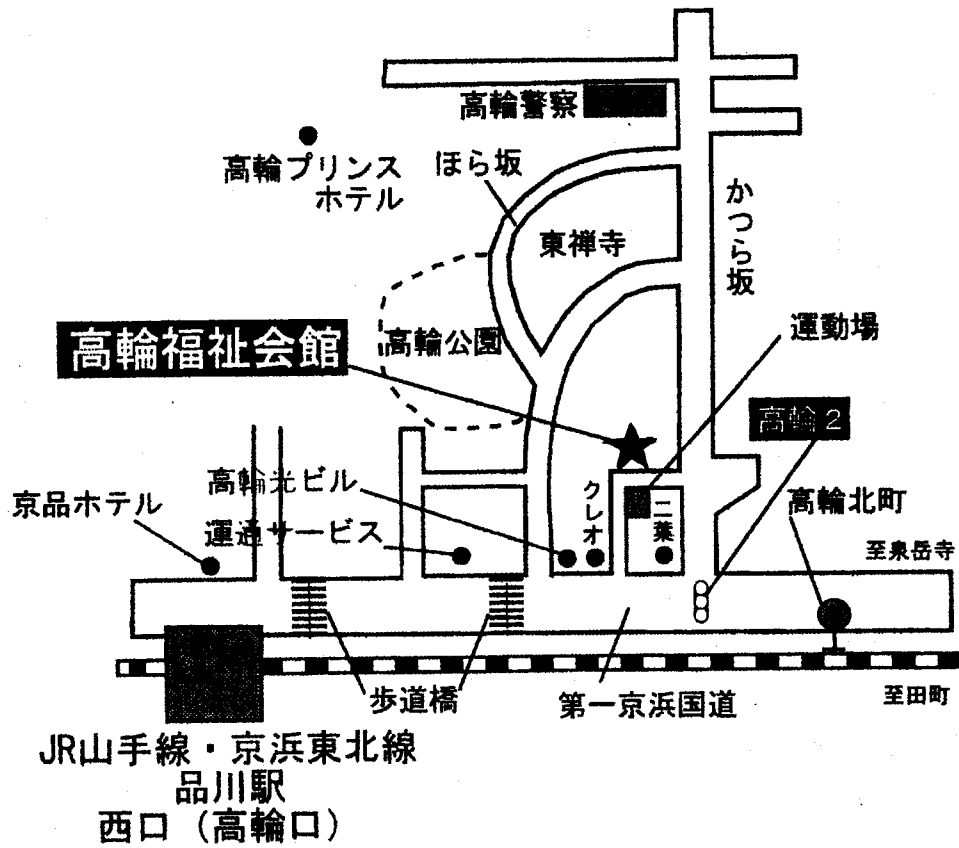 高輪警察
高輪プリンス
ホテル
ほら坂
かつら坂
東禅寺
運動場
高輪福祉会館
高輪公園
高輪2
高輪光ビル
クレオ
二葉
高輪北町
京品ホテル
運通サービス
至泉岳寺
歩道橋
第一京浜国道
至田町
JR山手線・京浜東北線
品川駅
西口(高輪口)